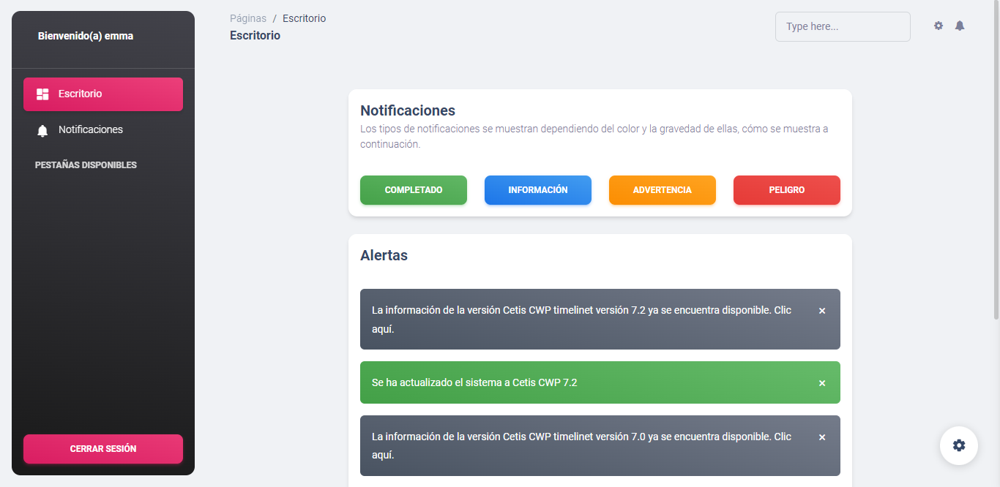 Bienvenido(a) emma
Escritorio
Notificaciones
PESTAÑAS DISPONIBLES
CERRAR SESIÓN
Páginas / Escritorio
Escritorio
Type here...
Notificaciones
Los tipos de notificaciones se muestran dependiendo del color y la gravedad de ellas, cómo se muestra a
continuación.
COMPLETADO
INFORMACIÓN
ADVERTENCIA
PELIGRO
Alertas
La información de la versión Cetis CWP timelinet versión 7.2 ya se encuentra disponible. Clic
aquí.
Se ha actualizado el sistema a Cetis CWP 7.2
La información de la versión Cetis CWP timelinet versión 7.0 ya se encuentra disponible. Clic
aquí.